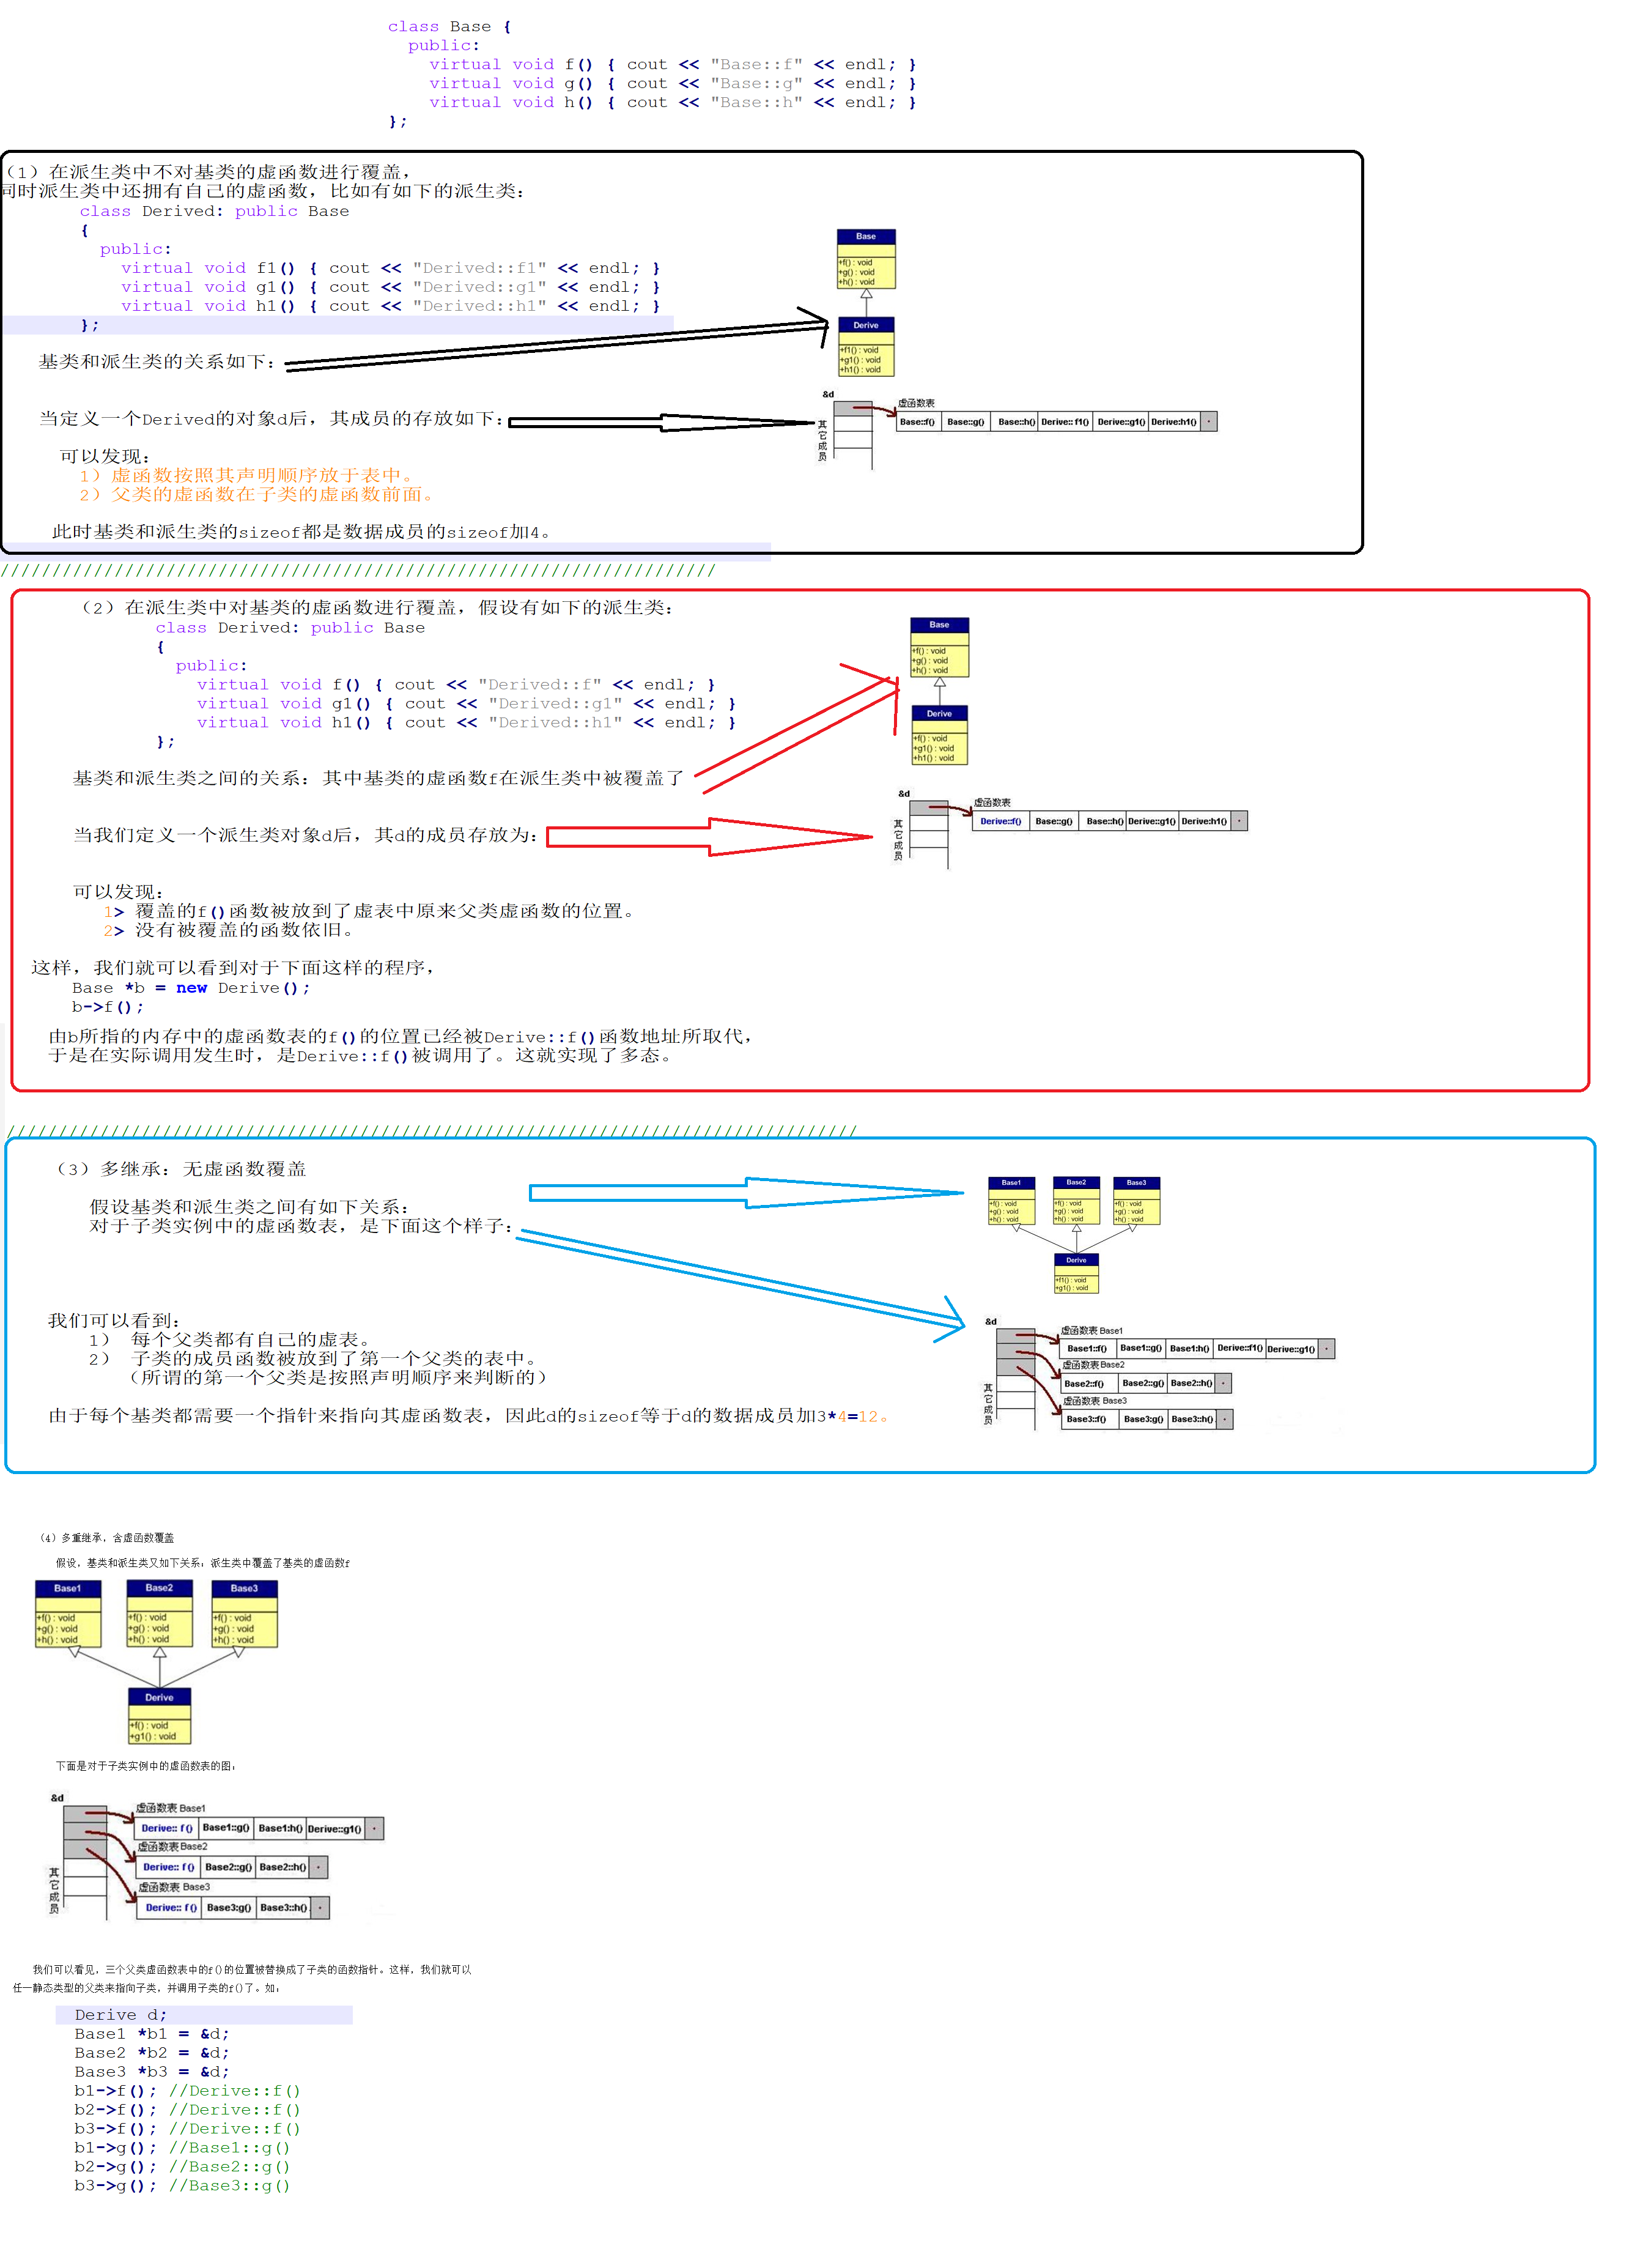 class Base {
public:
virtual void f() { cout << "Base::f" << endl; }
virtual void g() { cout << "Base::g" << endl; }
virtual void h() { cout << "Base::h" << endl; }
};
（1）在派生类中不对基类的虚函数进行覆盖，
同时派生类中还拥有自己的虚函数，比如有如下的派生类：
class Derived: public Base
{
public:
virtual void f1() { cout << "Derived::f1" << endl; }
virtual void g1() { cout << "Derived::g1" << endl; }
virtual void h1() { cout << "Derived::h1" << endl; }
};
基类和派生类的关系如下：
Base
+f() : void
+g() : void
+h() : void
Derive
+f1() : void
+g1() : void
+h1() : void
当定义一个Derived的对象d后，其成员的存放如下：
&d
其它成员
虚函数表
Base::f() Base::g() Base::h() Derive:: f1() Derive::g1() Derive:h1() .
可以发现：
1）虚函数按照其声明顺序放于表中。
2）父类的虚函数在子类的虚函数前面。
此时基类和派生类的sizeof都是数据成员的sizeof加4。
/////////////////////////////////////////////////////////////////////
（2）在派生类中对基类的虚函数进行覆盖，假设有如下的派生类：
class Derived: public Base
{
public:
virtual void f() { cout << "Derived::f" << endl; }
virtual void g1() { cout << "Derived::g1" << endl; }
virtual void h1() { cout << "Derived::h1" << endl; }
};
基类和派生类之间的关系：其中基类的虚函数f在派生类中被覆盖了
Base
+f() : void
+g() : void
+h() : void
Derive
+f() : void
+g1() : void
+h1() : void
当我们定义一个派生类对象d后，其d的成员存放为：
&d
其它成员
虚函数表
Derive::f() Base::g() Base::h() Derive::g1() Derive:h1() .
可以发现：
1> 覆盖的f()函数被放到了虚表中原来父类虚函数的位置。
2> 没有被覆盖的函数依旧。
这样，我们就可以看到对于下面这样的程序，
Base *b = new Derive();
b->f();
由b所指的内存中的虚函数表的f()的位置已经被Derive::f()函数地址所取代，
于是在实际调用发生时，是Derive::f()被调用了。这就实现了多态。
//////////////////////////////////////////////////////////////////////////////////
（3）多继承：无虚函数覆盖
假设基类和派生类之间有如下关系：
对于子类实例中的虚函数表，是下面这个样子：
Base1 Base2 Base3
+f() : void +f() : void +f() : void
+g() : void +g() : void +g() : void
+h() : void +h() : void +h() : void
Derive
+f1() : void
+g1() : void
我们可以看到：
1） 每个父类都有自己的虚表。
2） 子类的成员函数被放到了第一个父类的表中。
（所谓的第一个父类是按照声明顺序来判断的）
&d
其它成员
虚函数表 Base1
Base1::f() Base1::g() Base1:h() Derive::f1() Derive::g1() .
虚函数表Base2
Base2::f() Base2::g() Base2::h() .
虚函数表 Base3
Base3::f() Base3:g() Base3::h() .
由于每个基类都需要一个指针来指向其虚函数表，因此d的sizeof等于d的数据成员加3*4=12。
（4）多重继承，含虚函数覆盖
假设，基类和派生类又如下关系：派生类中覆盖了基类的虚函数f
Base1 Base2 Base3
+f() : void +f() : void +f() : void
+g() : void +g() : void +g() : void
+h() : void +h() : void +h() : void
Derive
+f() : void
+g1() : void
下面是对于子类实例中的虚函数表的图：
&d
其它成员
虚函数表 Base1
Derive:: f() Base1::g() Base1:h() Derive::g1() .
虚函数表Base2
Derive:: f() Base2::g() Base2::h() .
虚函数表 Base3
Derive:: f() Base3:g() Base3::h() .
我们可以看见，三个父类虚函数表中的f()的位置被替换成了子类的函数指针。这样，我们就可以
任一静态类型的父类来指向子类，并调用子类的f()了。如：
Derive d;
Base1 *b1 = &d;
Base2 *b2 = &d;
Base3 *b3 = &d;
b1->f(); //Derive::f()
b2->f(); //Derive::f()
b3->f(); //Derive::f()
b1->g(); //Base1::g()
b2->g(); //Base2::g()
b3->g(); //Base3::g()